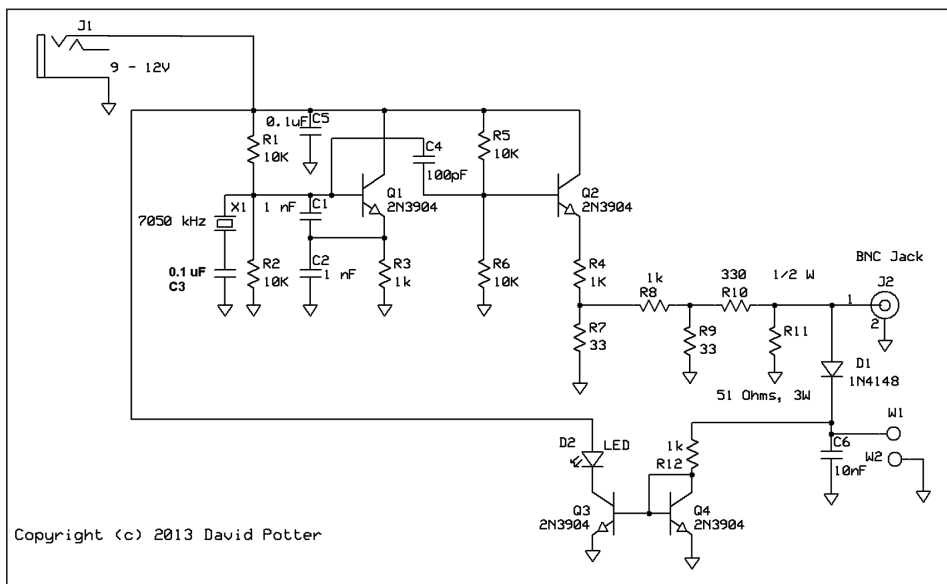 J1
9 - 12V
R1
10K
0.1uF
C5
C4
100pF
R5
10K
Q1
2N3904
Q2
2N3904
X1
7050 kHz
1 nF
C1
0.1 uF
C3
R2
10K
C2
1 nF
R3
1k
R6
10K
R4
1K
R7
33
1k
R8
R9
33
330
R10
1/2 W
R11
51 Ohms, 3W
BNC Jack
J2
1
2
D1
1N4148
W1
W2
C6
10nF
1k
R12
D2
LED
Q3
2N3904
Q4
2N3904
Copyright (c) 2013 David Potter